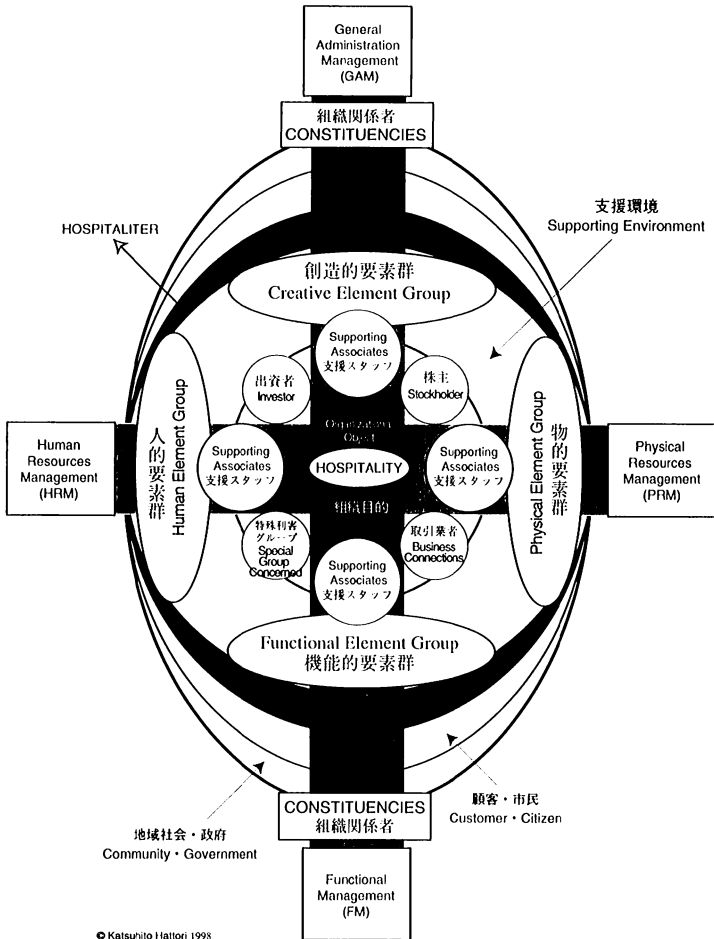 General
Administration
Management
(GAM)
組織関係者
CONSTITUENCIES
HOSPITALITER
支援環境
Supporting Environment
創造的要素群
Creative Element Group
Supporting
Associates
支援スタッフ
出資者
Investor
株主
Stockholder
Human
Resources
Management
(HRM)
人的要素群
Human Element Group
Supporting
Associates
支援スタッフ
Object
HOSPITALITY
組織目的
Supporting
Associates
支援スタッフ
Physical Element Group
物的要素群
Physical
Resources
Management
(PRM)
特殊利害
グループ
Special
Group
Concerned
取引業者
Business
Connections
Supporting
Associates
支援スタッフ
Functional Element Group
機能的要素群
CONSTITUENCIES
組織関係者
地域社会・政府
Community・Government
顧客・市民
Customer・Citizen
Functional
Management
(FM)
© Katsuhito Hattori 1998